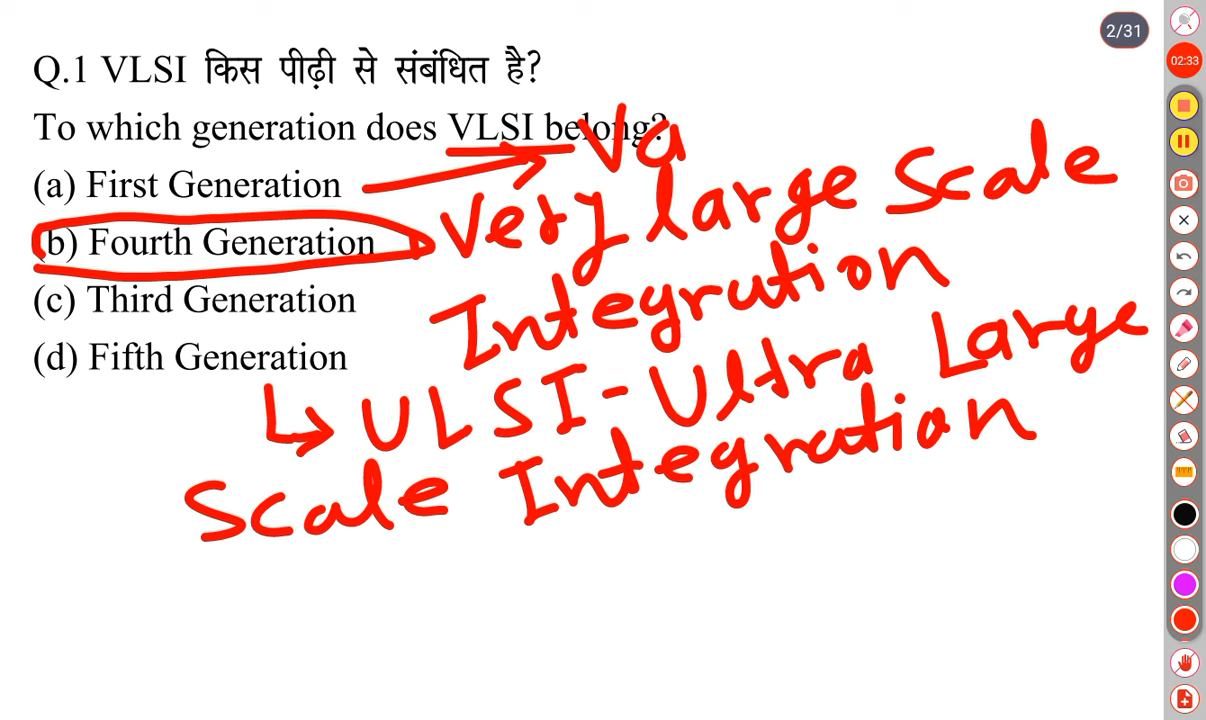 2/31
Q.1 VLSI किस पीढ़ी से संबंधित है?
02:33
To which generation does VLSI belong?
Va
(a) First Generation
Very large Scale
(b) Fourth Generation
Integration
(c) Third Generation
(d) Fifth Generation
ULSI - Ultra Large
Scale Integration